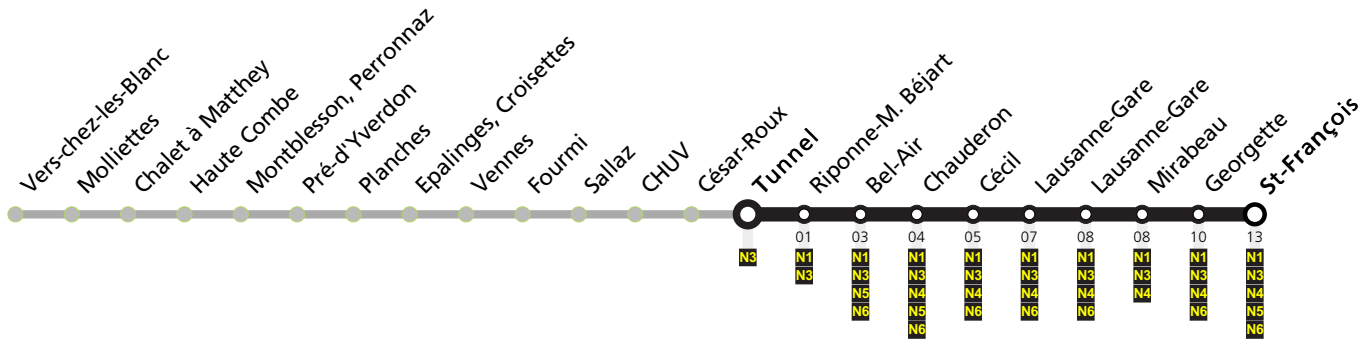 Vers-chez-les-Blanc
Molliettes
Chalet à Matthey
Haute Combe
Montblesson, Perronnaz
Pré-d'Yverdon
Planches
Epalinges, Croisettes
Vennes
Fourmi
Sallaz
CHUV
César-Roux
Tunnel
Riponne-M. Béjart
Bel-Air
Chauderon
Cécil
Lausanne-Gare
Lausanne-Gare
Mirabeau
Georgette
St-François
01 03 04 05 07 08 08 10 13
N3 N1 N1 N1 N1 N1 N1 N1 N1 N1
N3 N3 N3 N3 N3 N3 N3 N3 N3
N5 N4 N4 N4 N4 N4 N4 N4
N6 N5 N6 N6 N6 N6 N5
N6 N6